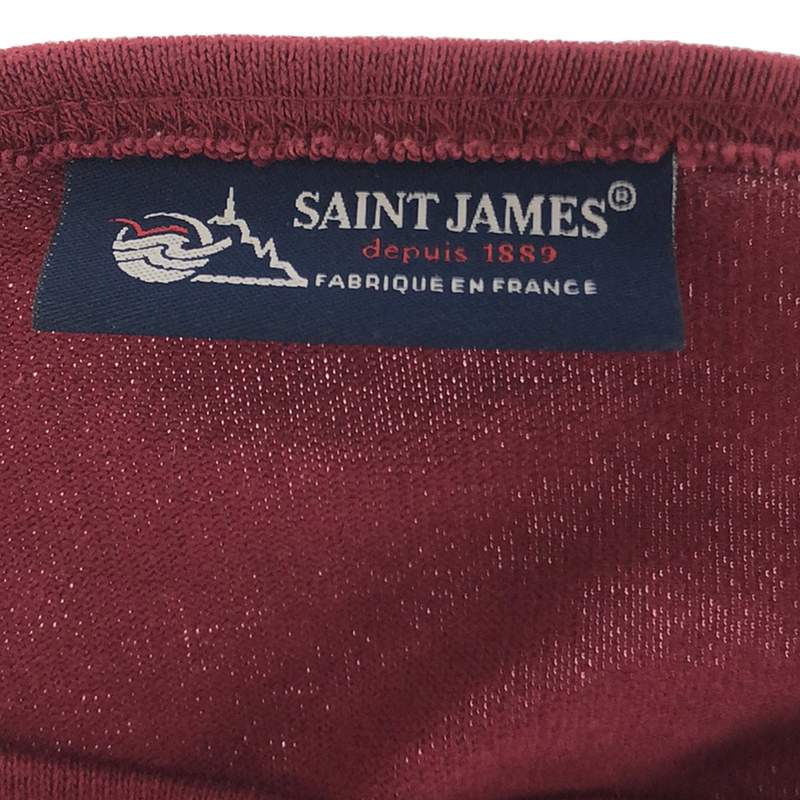 SAINT JAMES®
depuis 1889
FABRIQUE EN FRANCE